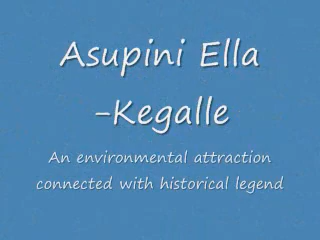 Asupini Ella
-Kegalle
An environmental attraction
connected with historical legend